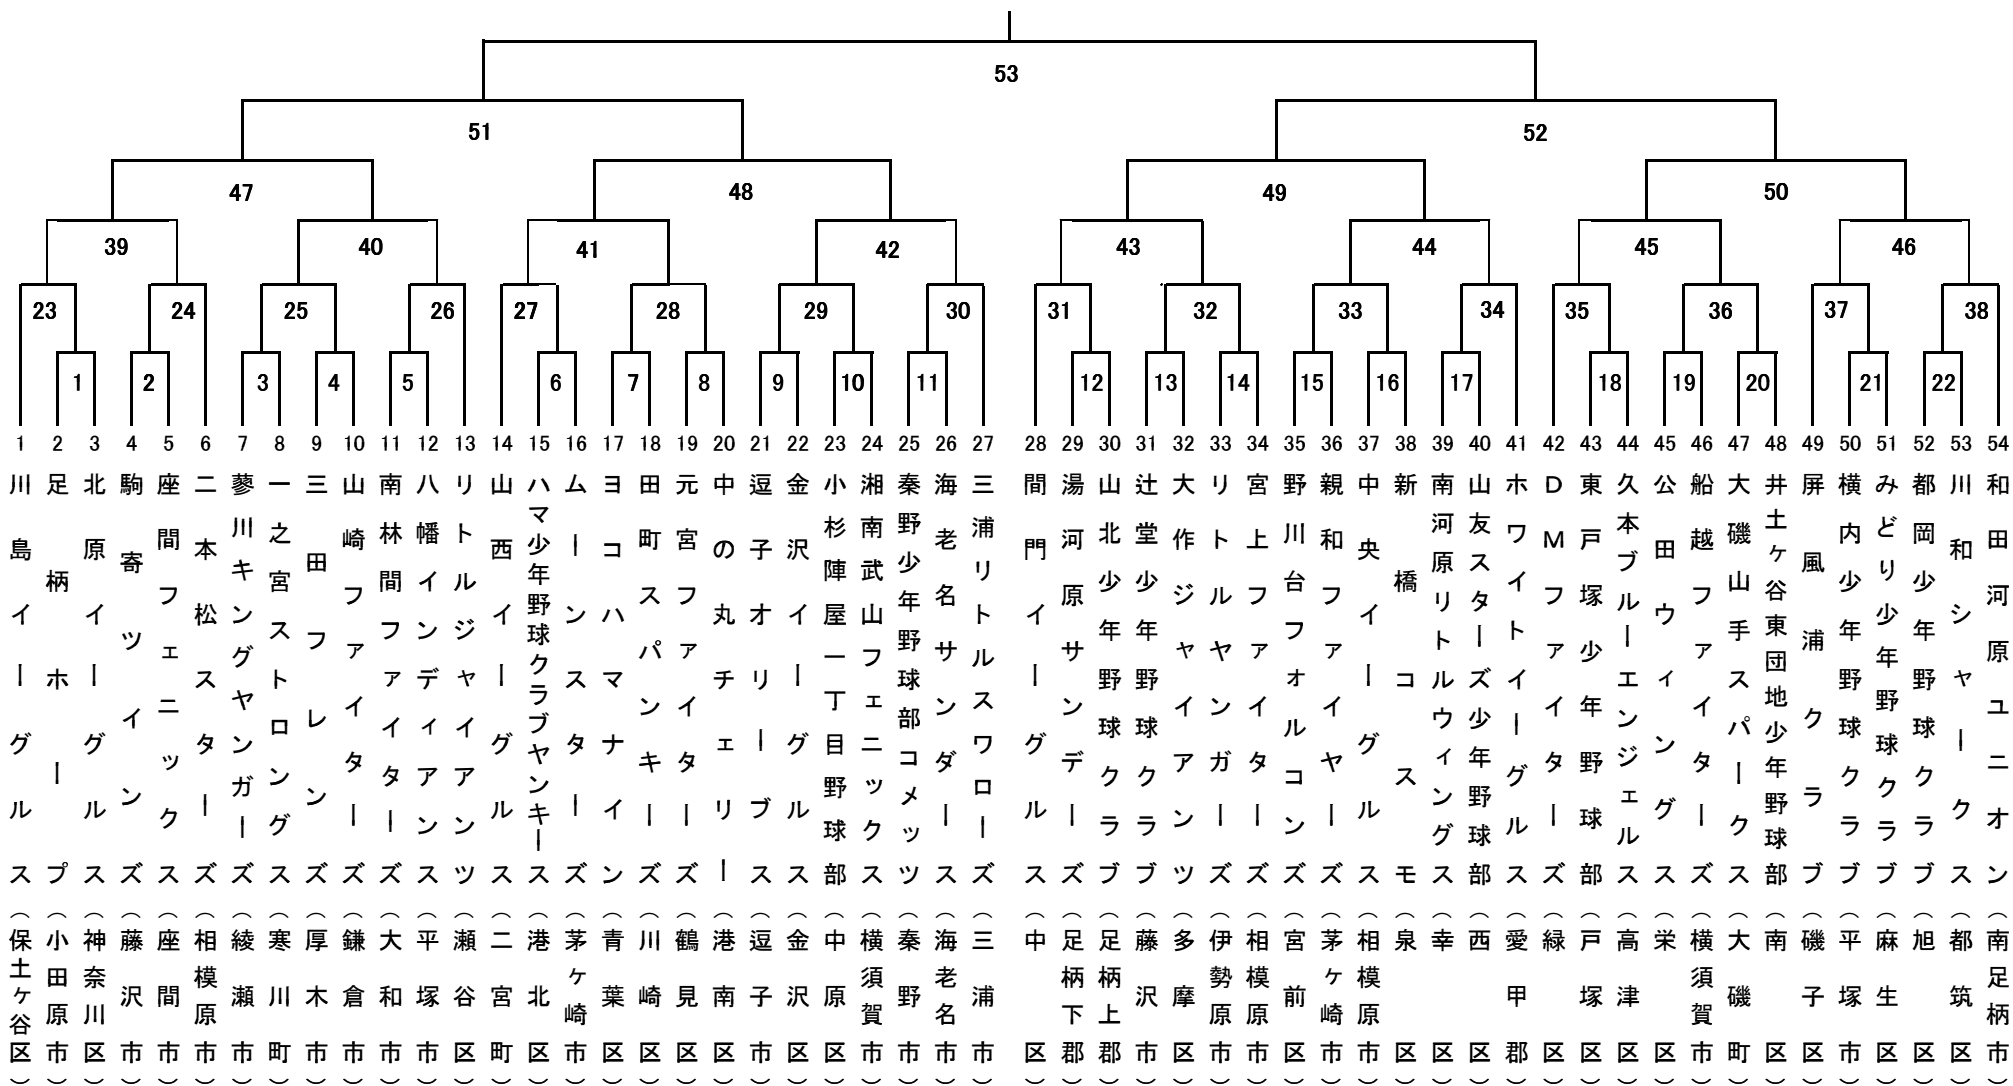 53
51
52
47
48
49
50
39
40
41
42
43
44
45
46
23
24
25
26
27
28
29
30
31
32
33
34
35
36
37
38
1
2
3
4
5
6
7
8
9
10
11
12
13
14
15
16
17
18
19
20
21
22
1 川島イーグルス（保土ヶ谷区）
2 足柄ホープ（小田原市）
3 北原イーグルス（神奈川区）
4 駒寄ツインズ（藤沢市）
5 座間フェニックス（座間市）
6 二本松スターズ（相模原市）
7 蓼川キングヤンガーズ（綾瀬市）
8 一之宮ストロングス（寒川町）
9 三田フレンズ（厚木市）
10 山崎ファイターズ（鎌倉市）
11 南林間ファイターズ（大和市）
12 八幡インディアンス（平塚市）
13 リトルジャイアンツ（瀬谷区）
14 山西イーグルス（二宮町）
15 ハマ少年野球クラブヤンキース（港北区）
16 ムーンスターズ（茅ヶ崎市）
17 ヨコハマナイン（青葉区）
18 田町スパンキーズ（川崎区）
19 元宮ファイターズ（鶴見区）
20 中の丸チェリー（港南区）
21 逗子オリーブス（逗子市）
22 金沢イーグルス（金沢区）
23 小杉陣屋一丁目野球部（中原区）
24 湘南武山フェニックス（横須賀市）
25 秦野少年野球部コメッツ（秦野市）
26 海老名サンダース（海老名市）
27 三浦リトルスワローズ（三浦市）
28 間門イーグルス（中区）
29 湯河原サンデーズ（足柄下郡）
30 山北少年野球クラブ（足柄上郡）
31 辻堂少年野球クラブ（藤沢市）
32 大作ジャイアンツ（多摩区）
33 リトルヤンガーズ（伊勢原市）
34 宮上ファイターズ（相模原市）
35 野川台フォルコンズ（宮前区）
36 親和ファイヤーズ（茅ヶ崎市）
37 中央イーグルス（相模原市）
38 新橋コスモ（泉区）
39 南河原リトルウィングス（幸区）
40 山友スターズ少年野球部（西区）
41 ホワイトイーグルス（愛甲郡）
42 DMファイターズ（緑区）
43 東戸塚少年野球部（戸塚区）
44 久本ブルーエンジェルス（高津区）
45 公田ウィングス（栄区）
46 船越ファイターズ（横須賀市）
47 大磯山手スパークス（大磯町）
48 井土ヶ谷東団地少年野球部（南区）
49 屏風浦クラブ（磯子区）
50 横内少年野球クラブ（平塚市）
51 みどり少年野球クラブ（麻生区）
52 都岡少年野球クラブ（旭区）
53 川和シャークス（都筑区）
54 和田河原ユニオン（南足柄市）